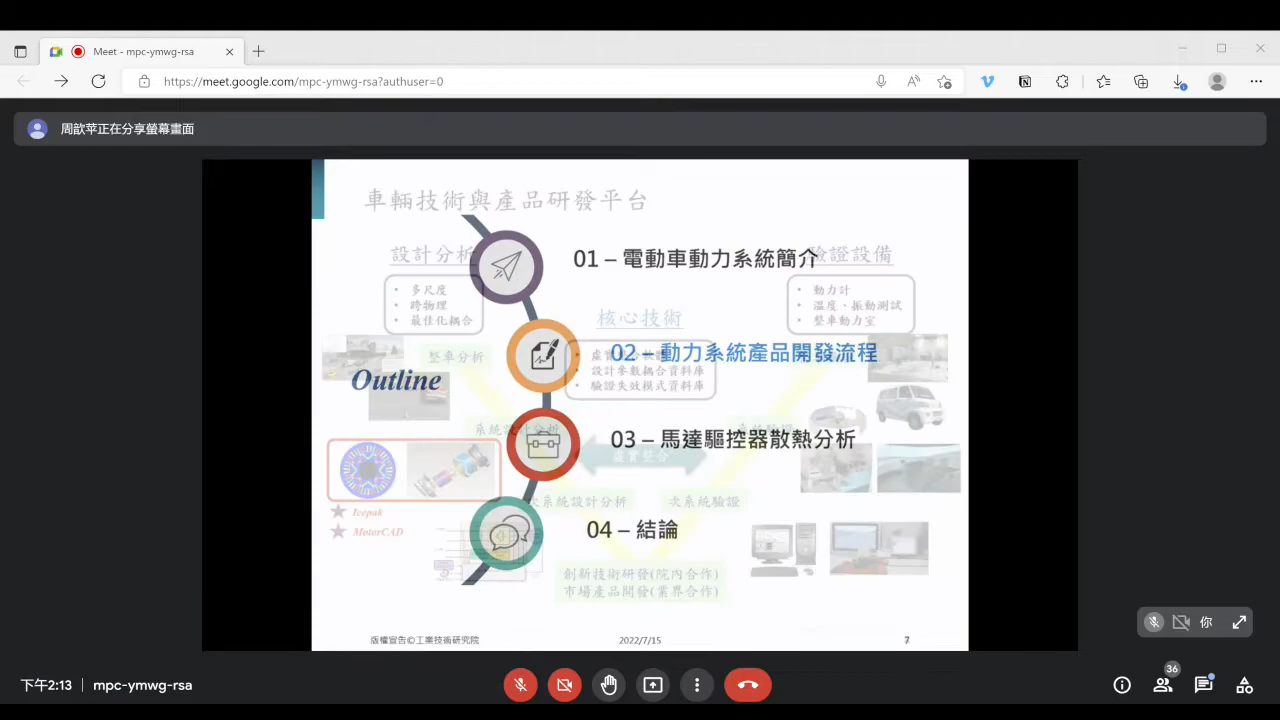 Meet - mpc-ymwg-rsa
https://meet.google.com/mpc-ymwg-rsa?authuser=0
周歆苹正在分享螢幕畫面
車輛技術與產品研發平台
設計分析
驗證設備
01 – 電動車動力系統簡介
• 多尺度
• 跨物理
• 最佳化耦合
• 動力計
• 溫度、振動測試
• 整車動力室
核心技術
整車分析
02 – 動力系統產品開發流程
• 設計參數耦合資料庫
• 驗證失效模式資料庫
Outline
系統設計分析
03 – 馬達驅控器散熱分析
虛實整合
次系統設計分析
次系統驗證
Icepak
MotorCAD
04 – 結論
創新技術研發(院內合作)
市場產品開發(業界合作)
版權宣告©工業技術研究院
2022/7/15
7
你
36
下午2:13
mpc-ymwg-rsa